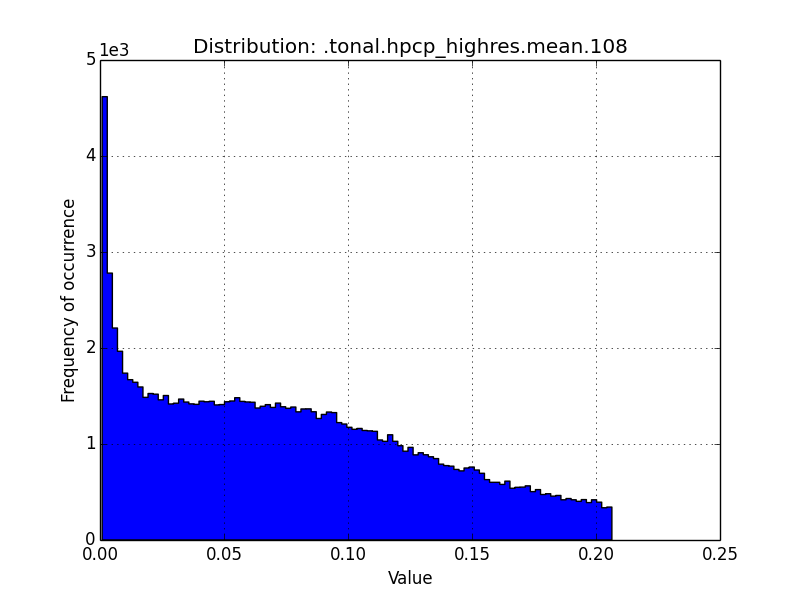 Distribution: .tonal.hpcp_highres.mean.108
1e3
5
4
3
2
1
0
Frequency of occurrence
0.00 0.05 0.10 0.15 0.20 0.25
Value